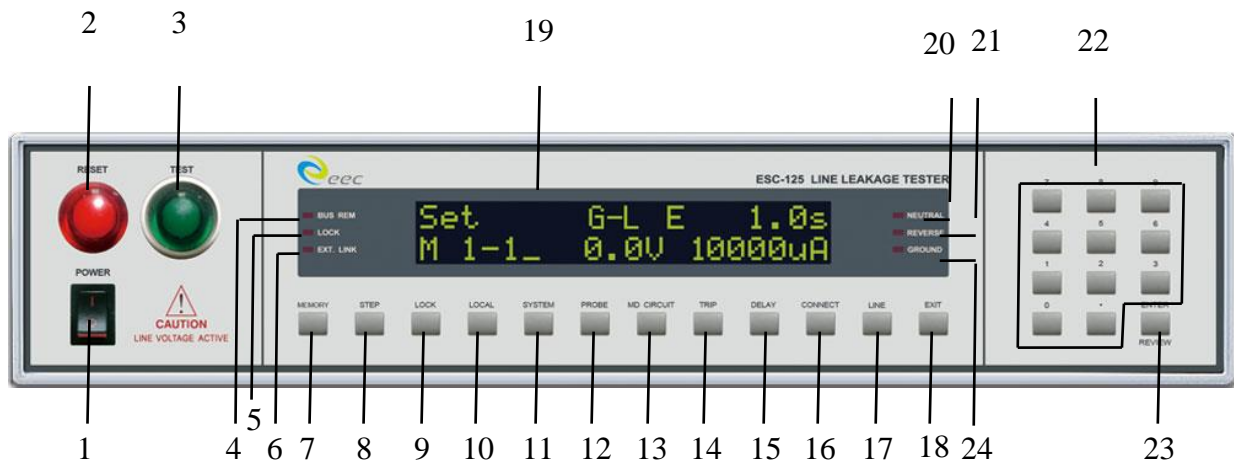 2
3
19
20
21
22
RESET
TEST
eec
ESC-125 LINE LEAKAGE TESTER
7
8
9
BUS REM
LOCK
EXT. LINK
Set G-L E 1.0s
M 1-1_ 0.0V 10000uA
NEUTRAL
REVERSE
GROUND
4
5
6
POWER
CAUTION
LINE VOLTAGE ACTIVE
MEMORY
STEP
LOCK
LOCAL
SYSTEM
PROBE
MD CIRCUIT
TRIP
DELAY
CONNECT
LINE
EXIT
1
2
3
0
•
ENTER
REVIEW
1
4
5
6
7
8
9
10
11
12
13
14
15
16
17
18
24
23